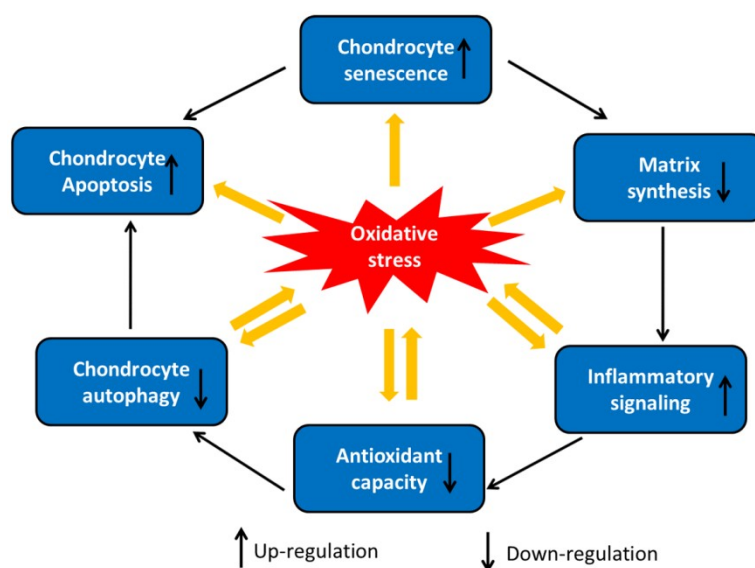 Chondrocyte
senescence
Chondrocyte
Apoptosis
Matrix
synthesis
Oxidative
stress
Chondrocyte
autophagy
Inflammatory
signaling
Antioxidant
capacity
Up-regulation
Down-regulation